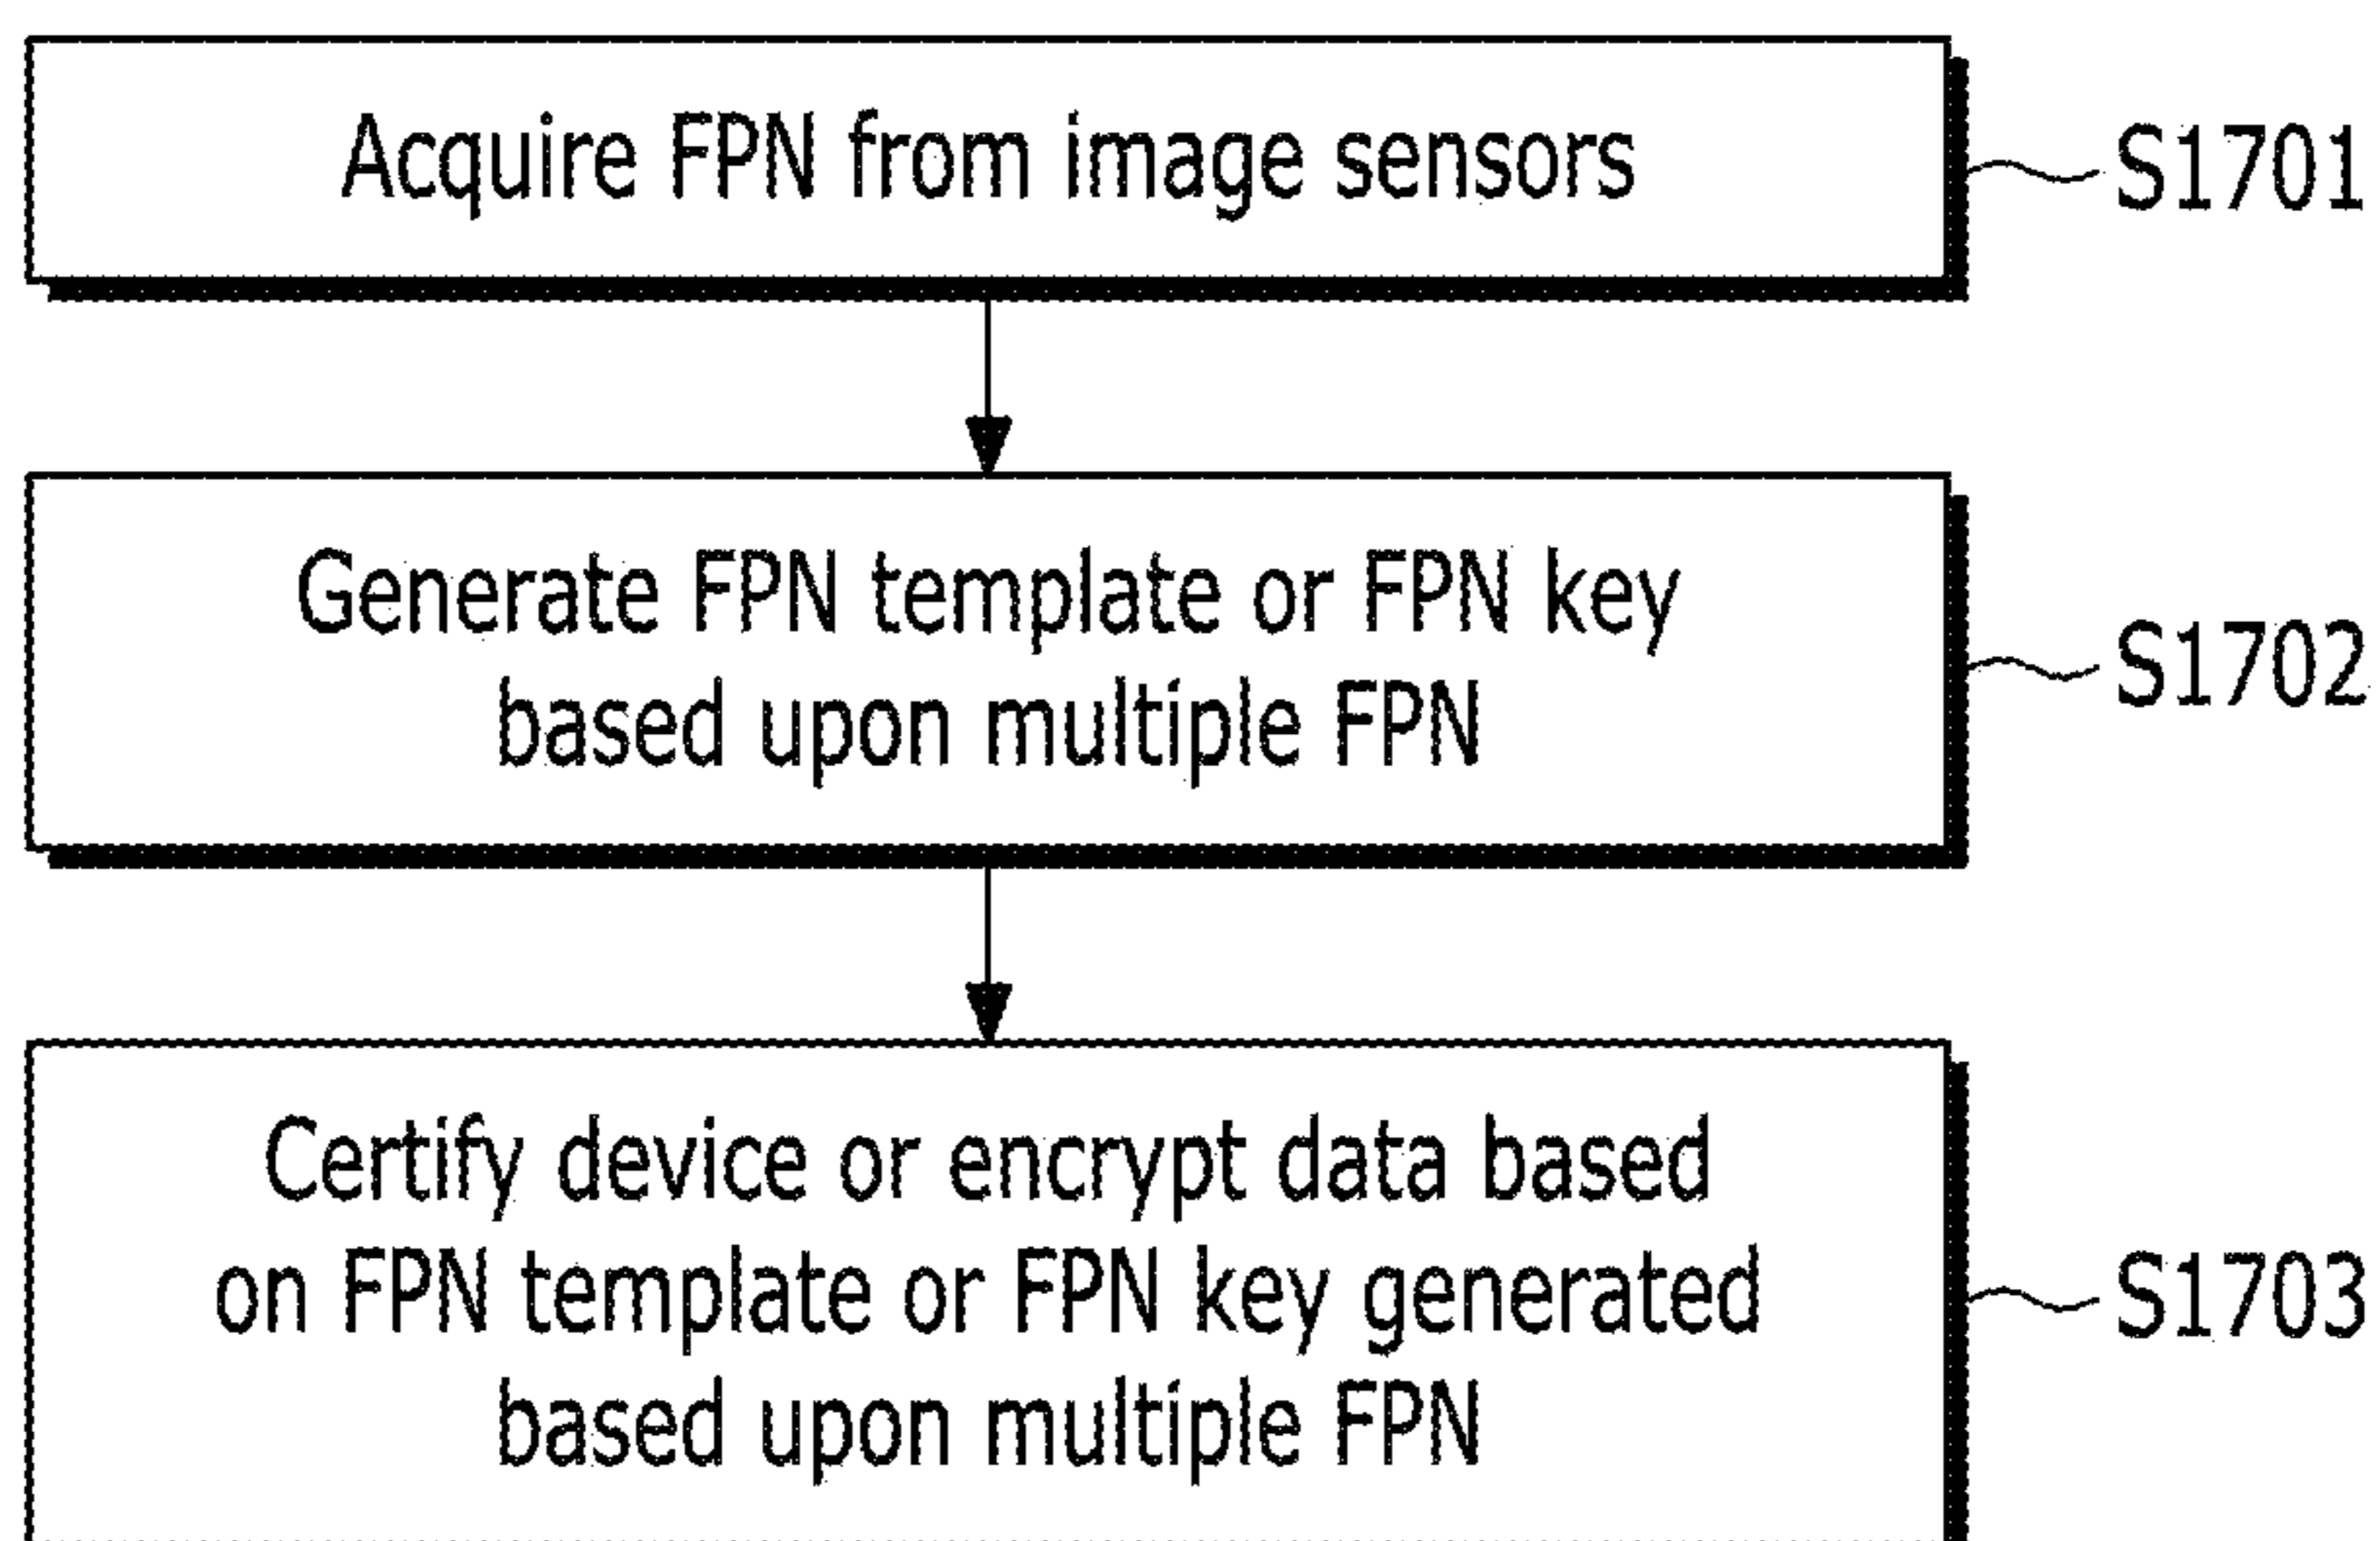 Acquire FPN from image sensors
S1701
Generate FPN template or FPN key
based upon multiple FPN
S1702
Certify device or encrypt data based
on FPN template or FPN key generated
based upon multiple FPN
S1703